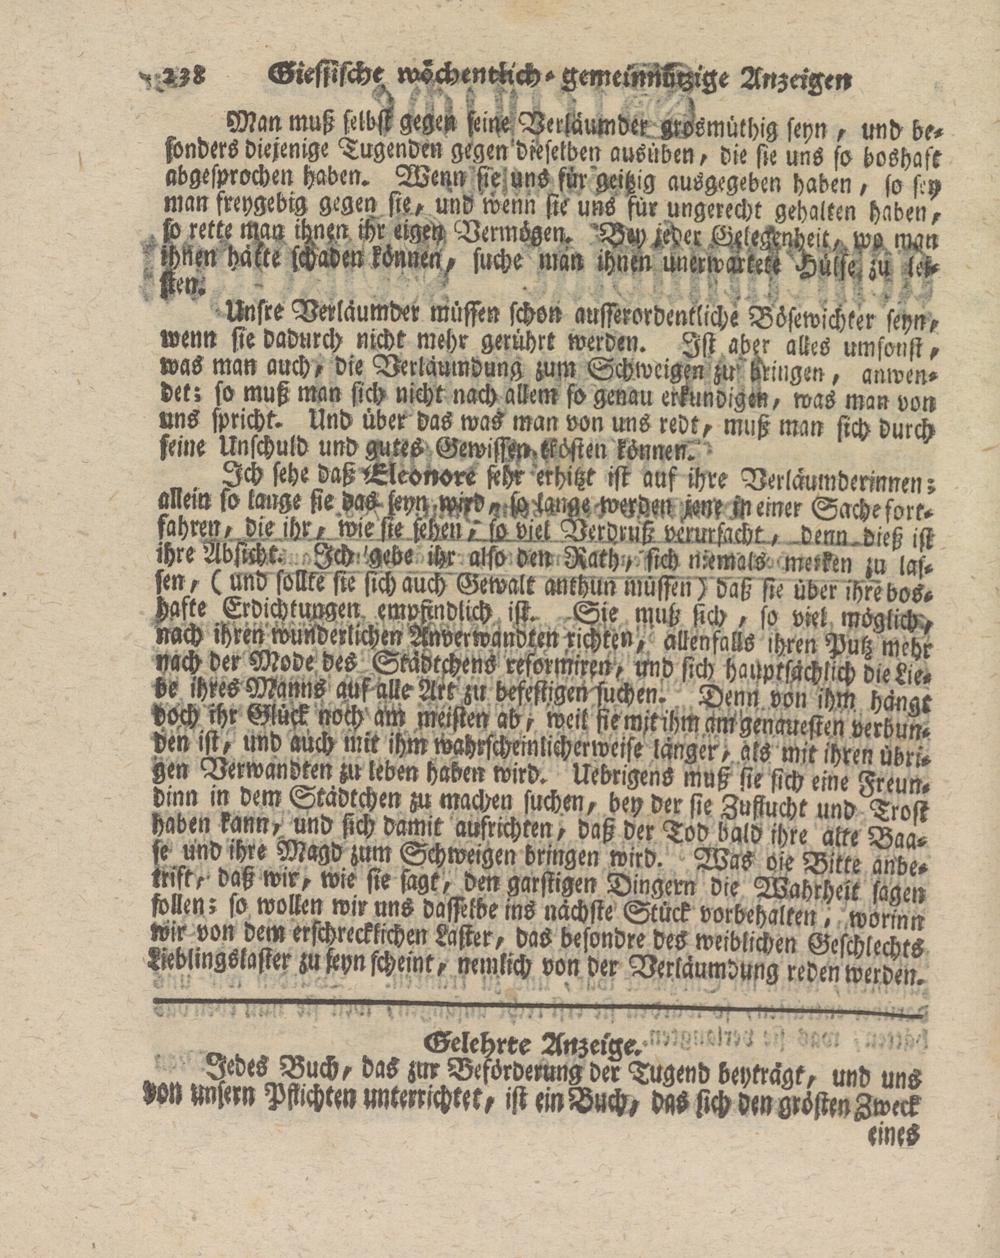 238 Giessische wöchentlich-gemeinnützige Anzeigen
Man muß selbst gegen seine Verläumder grosmüthig seyn, und be-
sonders diejenige Tugenden gegen dieselben ausüben, die sie uns so boshaft
abgesprochen haben. Wenn sie uns für geitzig ausgegeben haben, so sey
man freygebig gegen sie, und wenn sie uns für ungerecht gehalten haben,
so rette man ihnen ihr eigen Vermögen. Bey jeder Gelegenheit, wo man
ihnen hätte schaden können, suche man ihnen unerwartete Hülfe zu lei-
sten.
Unsre Verläumder müssen schon ausserordentliche Bösewichter seyn,
wenn sie dadurch nicht mehr gerührt werden. Ist aber alles umsonst,
was man auch, die Verläumdung zum Schweigen zu bringen, anwen-
det; so muß man sich nicht nach allem so genau erkundigen, was man von
uns spricht. Und über das was man von uns redt, muß man sich durch
seine Unschuld und gutes Gewissen trösten können.
Ich sehe daß Eleonore sehr erhitzt ist auf ihre Verläumderinnen;
allein so lange sie das seyn wird, so lange werden jene in einer Sache fort-
fahren, die ihr, wie sie sehen, so viel Verdruß verursacht, denn dieß ist
ihre Absicht. Ich gebe ihr also den Rath, sich niemals merken zu las-
sen, (und sollte sie sich auch Gewalt anthun müssen) daß sie über ihre bos-
hafte Erdichtungen empfindlich ist. Sie muß sich, so viel möglich,
nach ihren wunderlichen Anverwandten richten, allenfalls ihren Putz mehr
nach der Mode des Städtchens reformiren, und sich hauptsächlich die Lie-
be ihres Manns auf alle Art zu befestigen suchen. Denn von ihm hängt
doch ihr Glück noch am meisten ab, weil sie mit ihm am genauesten verbun-
den ist, und auch mit ihm wahrscheinlicherweise länger, als mit ihren übri-
gen Verwandten zu leben haben wird. Uebrigens muß sie sich eine Freun-
dinn in dem Städtchen zu machen suchen, bey der sie Zuflucht und Trost
haben kann, und sich damit aufrichten, daß der Tod bald ihre alte Baa-
se und ihre Magd zum Schweigen bringen wird. Was die Bitte anbe-
trift, daß wir, wie sie sagt, den garstigen Dingern die Wahrheit sagen
sollen; so wollen wir uns dasselbe ins nächste Stück vorbehalten, worinn
wir von dem erschrecklichen Laster, das besondre des weiblichen Geschlechts
Lieblingslaster zu seyn scheint, nemlich von der Verläumdung reden werden.
Gelehrte Anzeige.
Jedes Buch, das zur Beförderung der Tugend beyträgt, und uns
von unsern Pflichten unterrichtet, ist ein Buch, das sich den grösten Zweck
eines